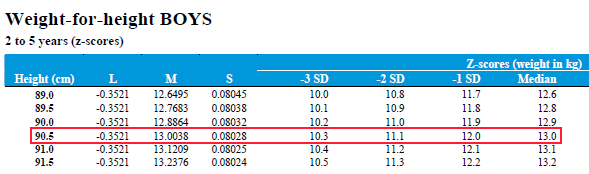 Weight-for-height BOYS
2 to 5 years (z-scores)
Z-scores (weight in kg)
Height (cm) L M S -3 SD -2 SD -1 SD Median
89.0 -0.3521 12.6495 0.08045 10.0 10.8 11.7 12.6
89.5 -0.3521 12.7683 0.08038 10.1 10.9 11.8 12.8
90.0 -0.3521 12.8864 0.08032 10.2 11.0 11.9 12.9
90.5 -0.3521 13.0038 0.08028 10.3 11.1 12.0 13.0
91.0 -0.3521 13.1209 0.08025 10.4 11.2 12.1 13.1
91.5 -0.3521 13.2376 0.08024 10.5 11.3 12.2 13.2